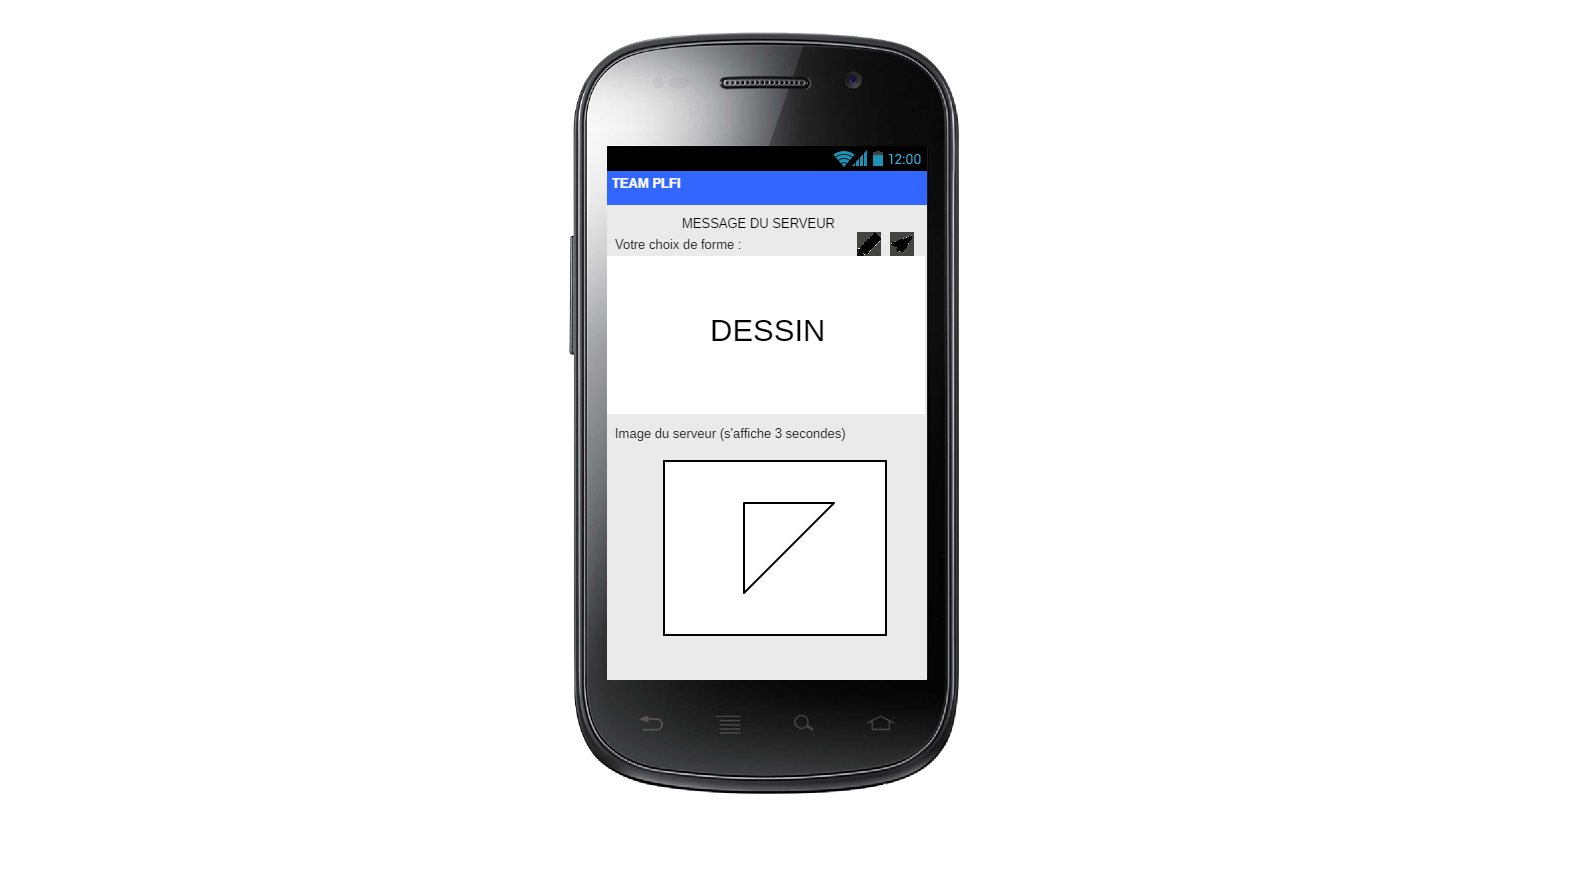 12:00
TEAM PLFI
MESSAGE DU SERVEUR
Votre choix de forme :
DESSIN
Image du serveur (s'affiche 3 secondes)